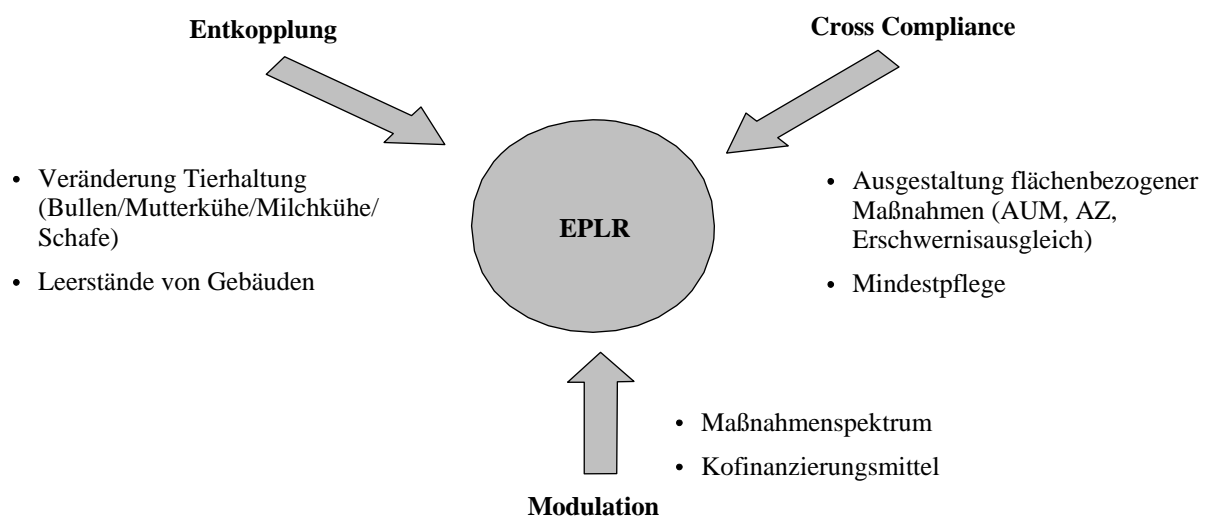 Entkopplung
Cross Compliance
• Veränderung Tierhaltung
(Bullen/Mutterkühe/Milchkühe/
Schafe)
• Leerstände von Gebäuden
EPLR
• Ausgestaltung flächenbezogener
Maßnahmen (AUM, AZ,
Erschwernisausgleich)
• Mindestpflege
• Maßnahmenspektrum
• Kofinanzierungsmittel
Modulation